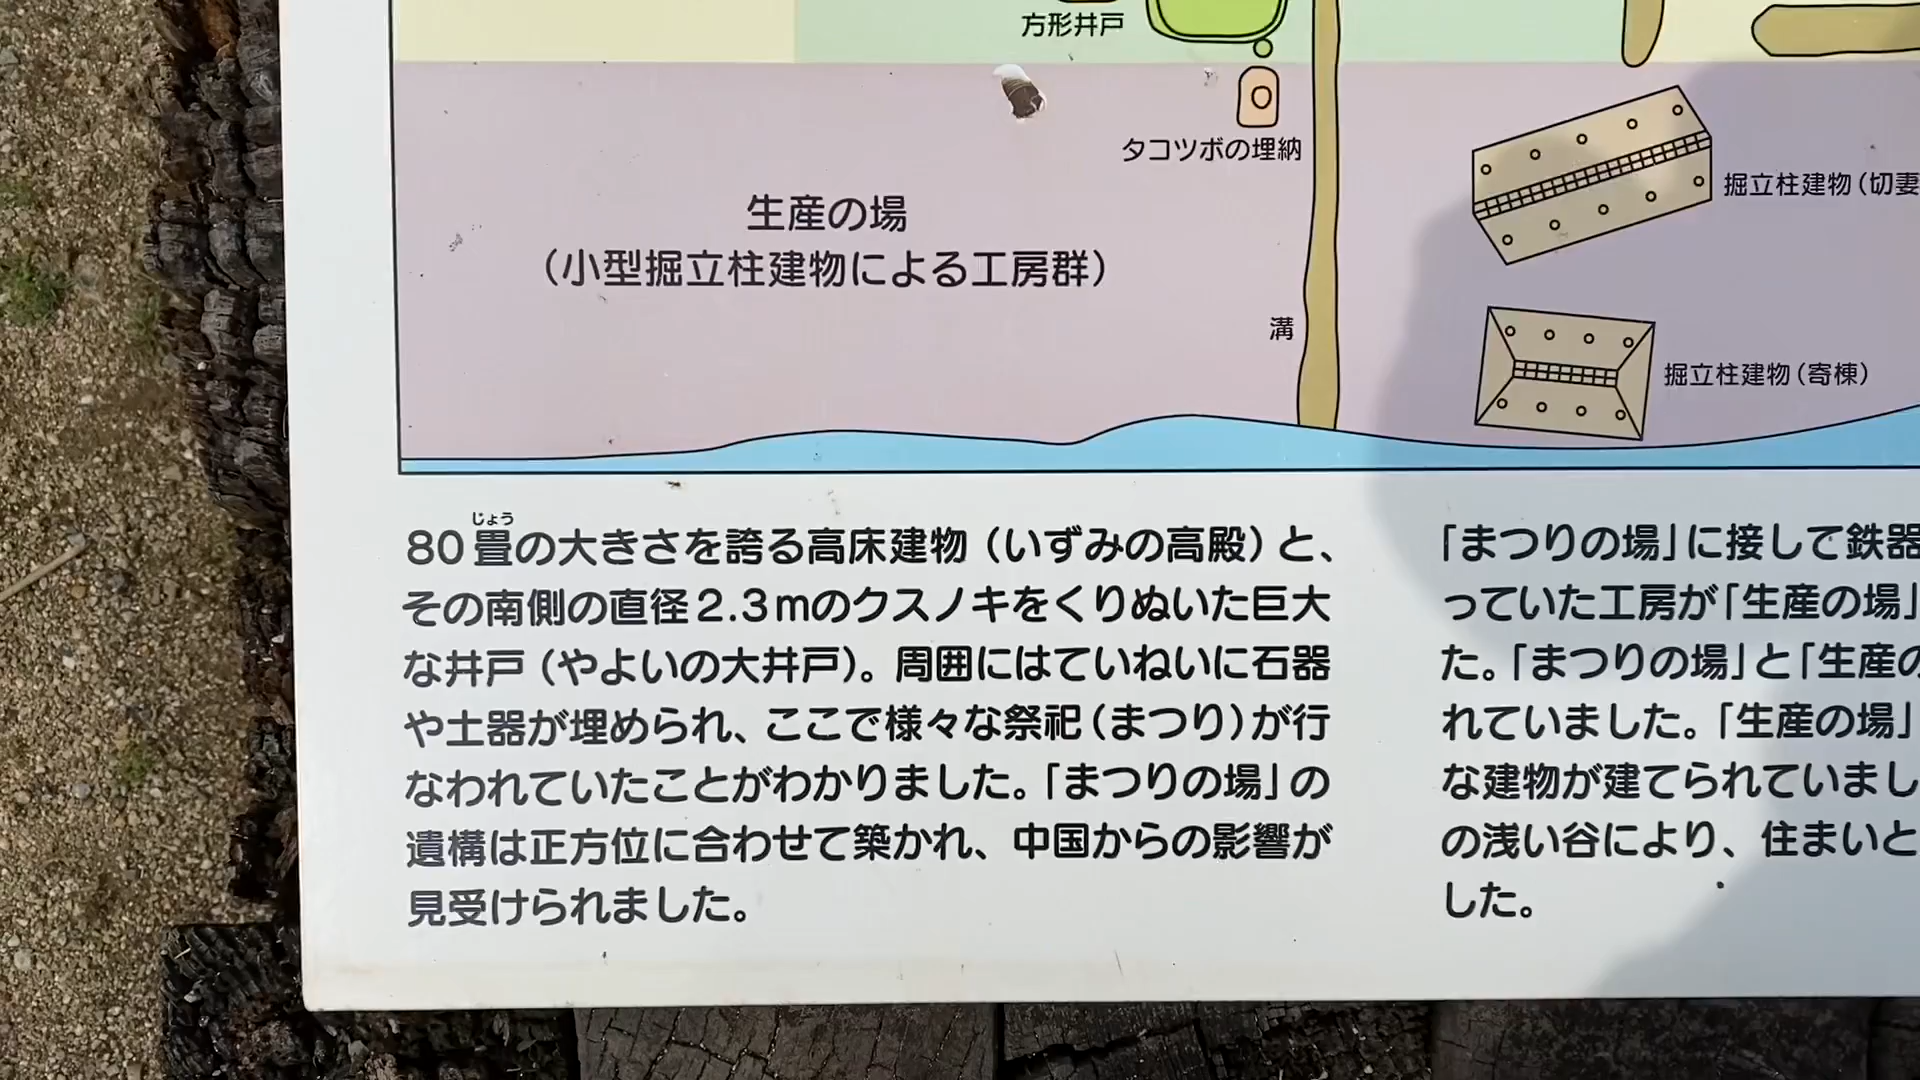 方形井戸
タコツボの埋納
生産の場
（小型掘立柱建物による工房群）
溝
掘立柱建物（切妻
掘立柱建物（寄棟）
じょう
80畳の大きさを誇る高床建物（いずみの高殿）と、
その南側の直径2.3mのクスノキをくりぬいた巨大
な井戸（やよいの大井戸）。周囲にはていねいに石器
や土器が埋められ、ここで様々な祭祀（まつり）が行
なわれていたことがわかりました。「まつりの場」の
遺構は正方位に合わせて築かれ、中国からの影響が
見受けられました。
「まつりの場」に接して鉄器
っていた工房が「生産の場」
た。「まつりの場」と「生産の
れていました。「生産の場」
な建物が建てられていまし
の浅い谷により、住まいと
した。